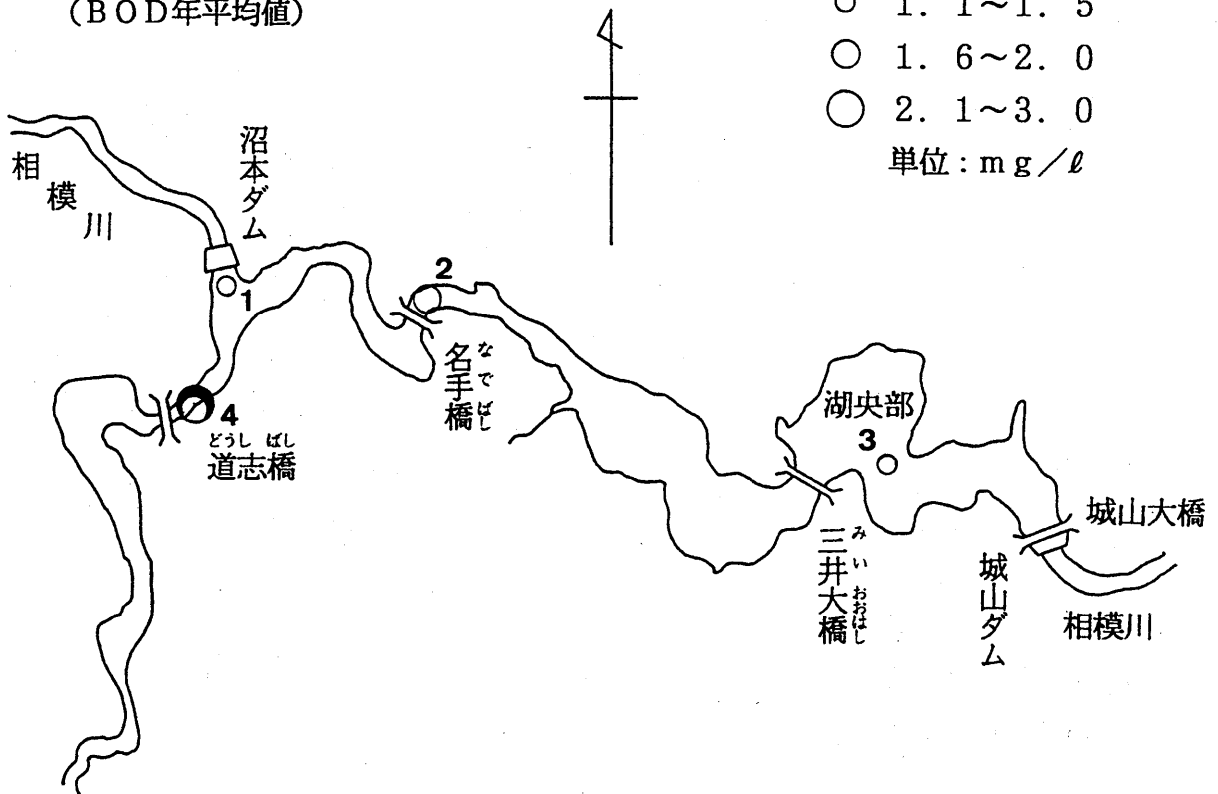 (BOD年平均値)
1. 1～1. 5
1. 6～2. 0
2. 1～3. 0
単位：mg／ℓ
相模川
沼本ダム
1
2
名手橋
なでばし
4
どうしばし
道志橋
湖央部
3
三井大橋
みいおおはし
城山大橋
城山ダム
相模川